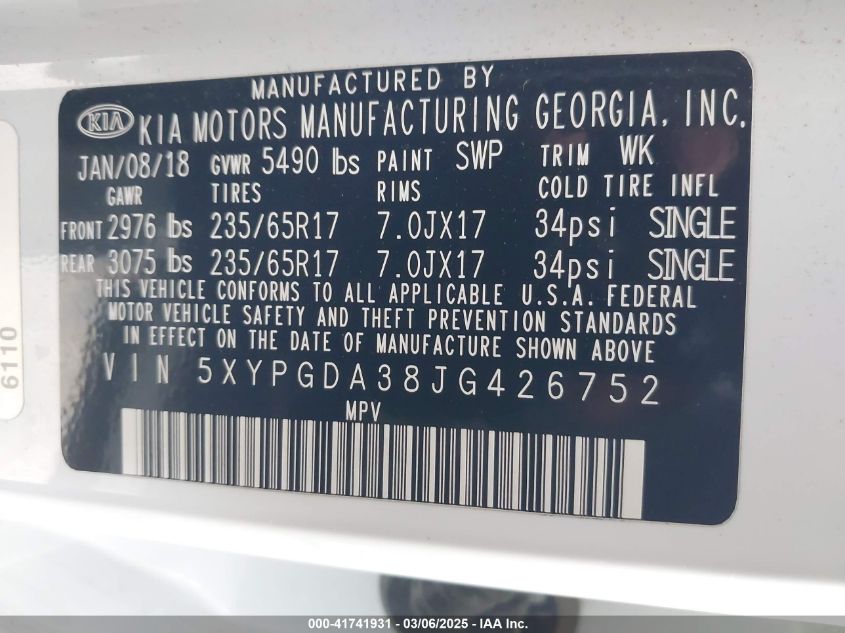 MANUFACTURED BY
KIA KIA MOTORS MANUFACTURING GEORGIA, INC.
JAN/08/18 GVWR 5490 lbs PAINT SWP TRIM WK
GAWR TIRES RIMS COLD TIRE INFL
FRONT 2976 lbs 235/65R17 7.0JX17 34psi SINGLE
REAR 3075 lbs 235/65R17 7.0JX17 34psi SINGLE
THIS VEHICLE CONFORMS TO ALL APPLICABLE U.S.A. FEDERAL
MOTOR VEHICLE SAFETY AND THEFT PREVENTION STANDARDS
IN EFFECT ON THE DATE OF MANUFACTURE SHOWN ABOVE
VIN 5XYPGDA38JG426752
MPV
6110
000-41741931 - 03/06/2025 - IAA Inc.